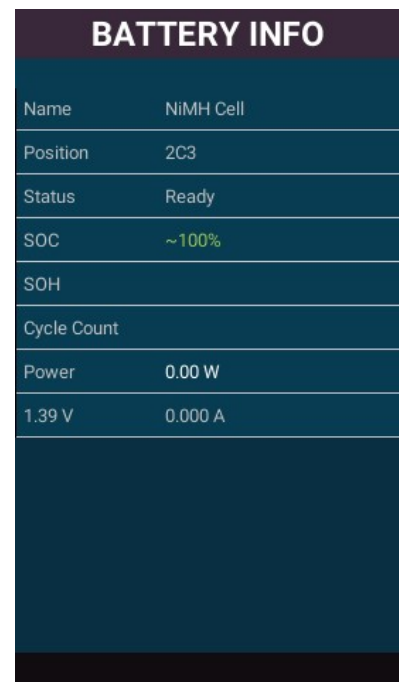 BATTERY INFO
Name NiMH Cell
Position 2C3
Status Ready
SOC ~100%
SOH
Cycle Count
Power 0.00 W
1.39 V 0.000 A